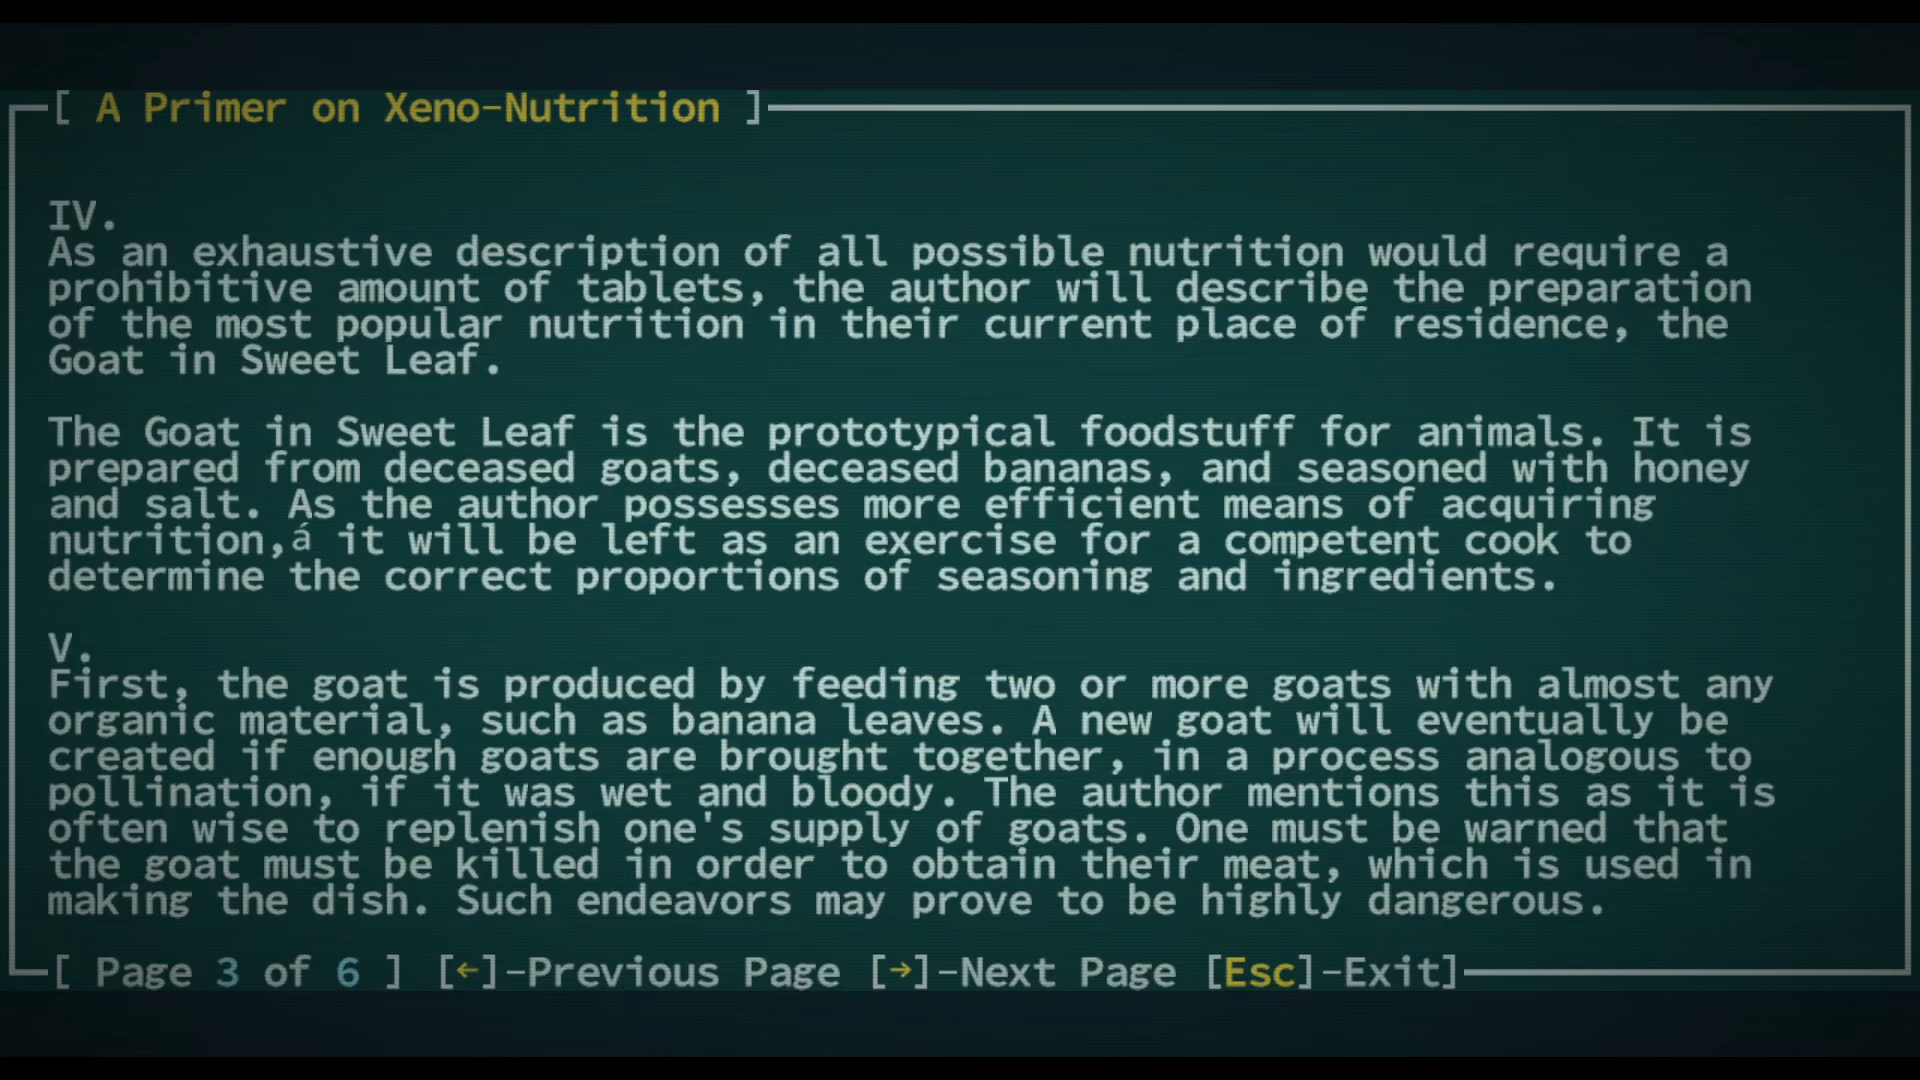 [ A Primer on Xeno-Nutrition ]
IV.
As an exhaustive description of all possible nutrition would require a
prohibitive amount of tablets, the author will describe the preparation
of the most popular nutrition in their current place of residence, the
Goat in Sweet Leaf.
The Goat in Sweet Leaf is the prototypical foodstuff for animals. It is
prepared from deceased goats, deceased bananas, and seasoned with honey
and salt. As the author possesses more efficient means of acquiring
nutrition,á it will be left as an exercise for a competent cook to
determine the correct proportions of seasoning and ingredients.
V.
First, the goat is produced by feeding two or more goats with almost any
organic material, such as banana leaves. A new goat will eventually be
created if enough goats are brought together, in a process analogous to
pollination, if it was wet and bloody. The author mentions this as it is
often wise to replenish one's supply of goats. One must be warned that
the goat must be killed in order to obtain their meat, which is used in
making the dish. Such endeavors may prove to be highly dangerous.
[ Page 3 of 6 ] [←]-Previous Page [→]-Next Page [Esc]-Exit]